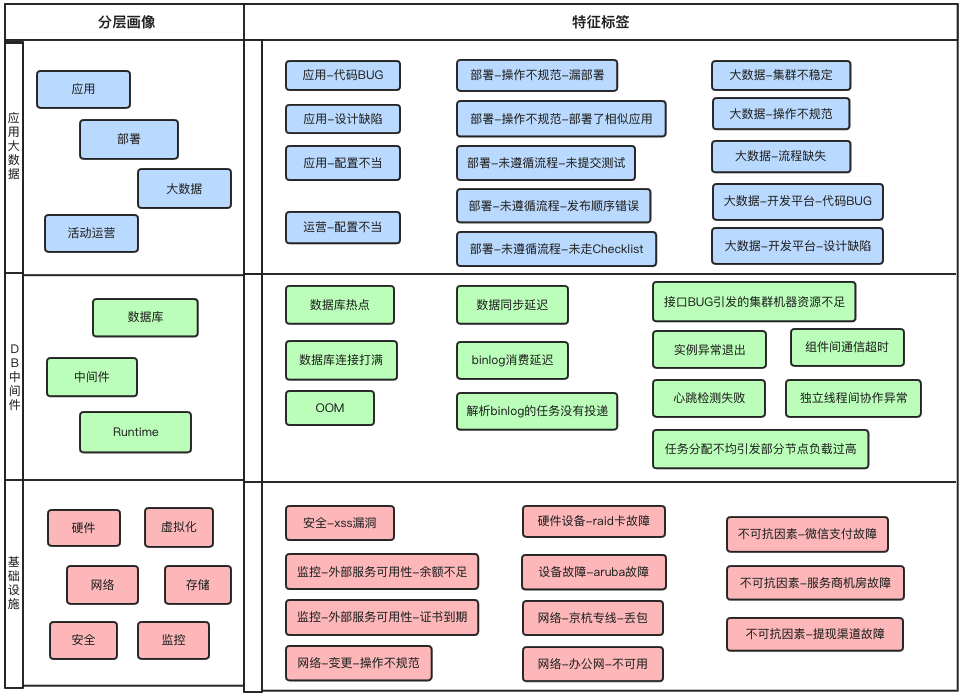 分层画像
特征标签
应用大数据
应用
部署
大数据
活动运营
应用-代码BUG
应用-设计缺陷
应用-配置不当
运营-配置不当
部署-操作不规范-漏部署
部署-操作不规范-部署了相似应用
部署-未遵循流程-未提交测试
部署-未遵循流程-发布顺序错误
部署-未遵循流程-未走Checklist
大数据-集群不稳定
大数据-操作不规范
大数据-流程缺失
大数据-开发平台-代码BUG
大数据-开发平台-设计缺陷
DB中间件
数据库
中间件
Runtime
数据库热点
数据库连接打满
OOM
数据同步延迟
binlog消费延迟
解析binlog的任务没有投递
接口BUG引发的集群机器资源不足
实例异常退出
组件间通信超时
心跳检测失败
独立线程间协作异常
任务分配不均引发部分节点负载过高
基础设施
硬件
虚拟化
网络
存储
安全
监控
安全-xss漏洞
监控-外部服务可用性-余额不足
监控-外部服务可用性-证书到期
网络-变更-操作不规范
硬件设备-raid卡故障
设备故障-aruba故障
网络-京杭专线-丢包
网络-办公网-不可用
不可抗因素-微信支付故障
不可抗因素-服务商机房故障
不可抗因素-提现渠道故障